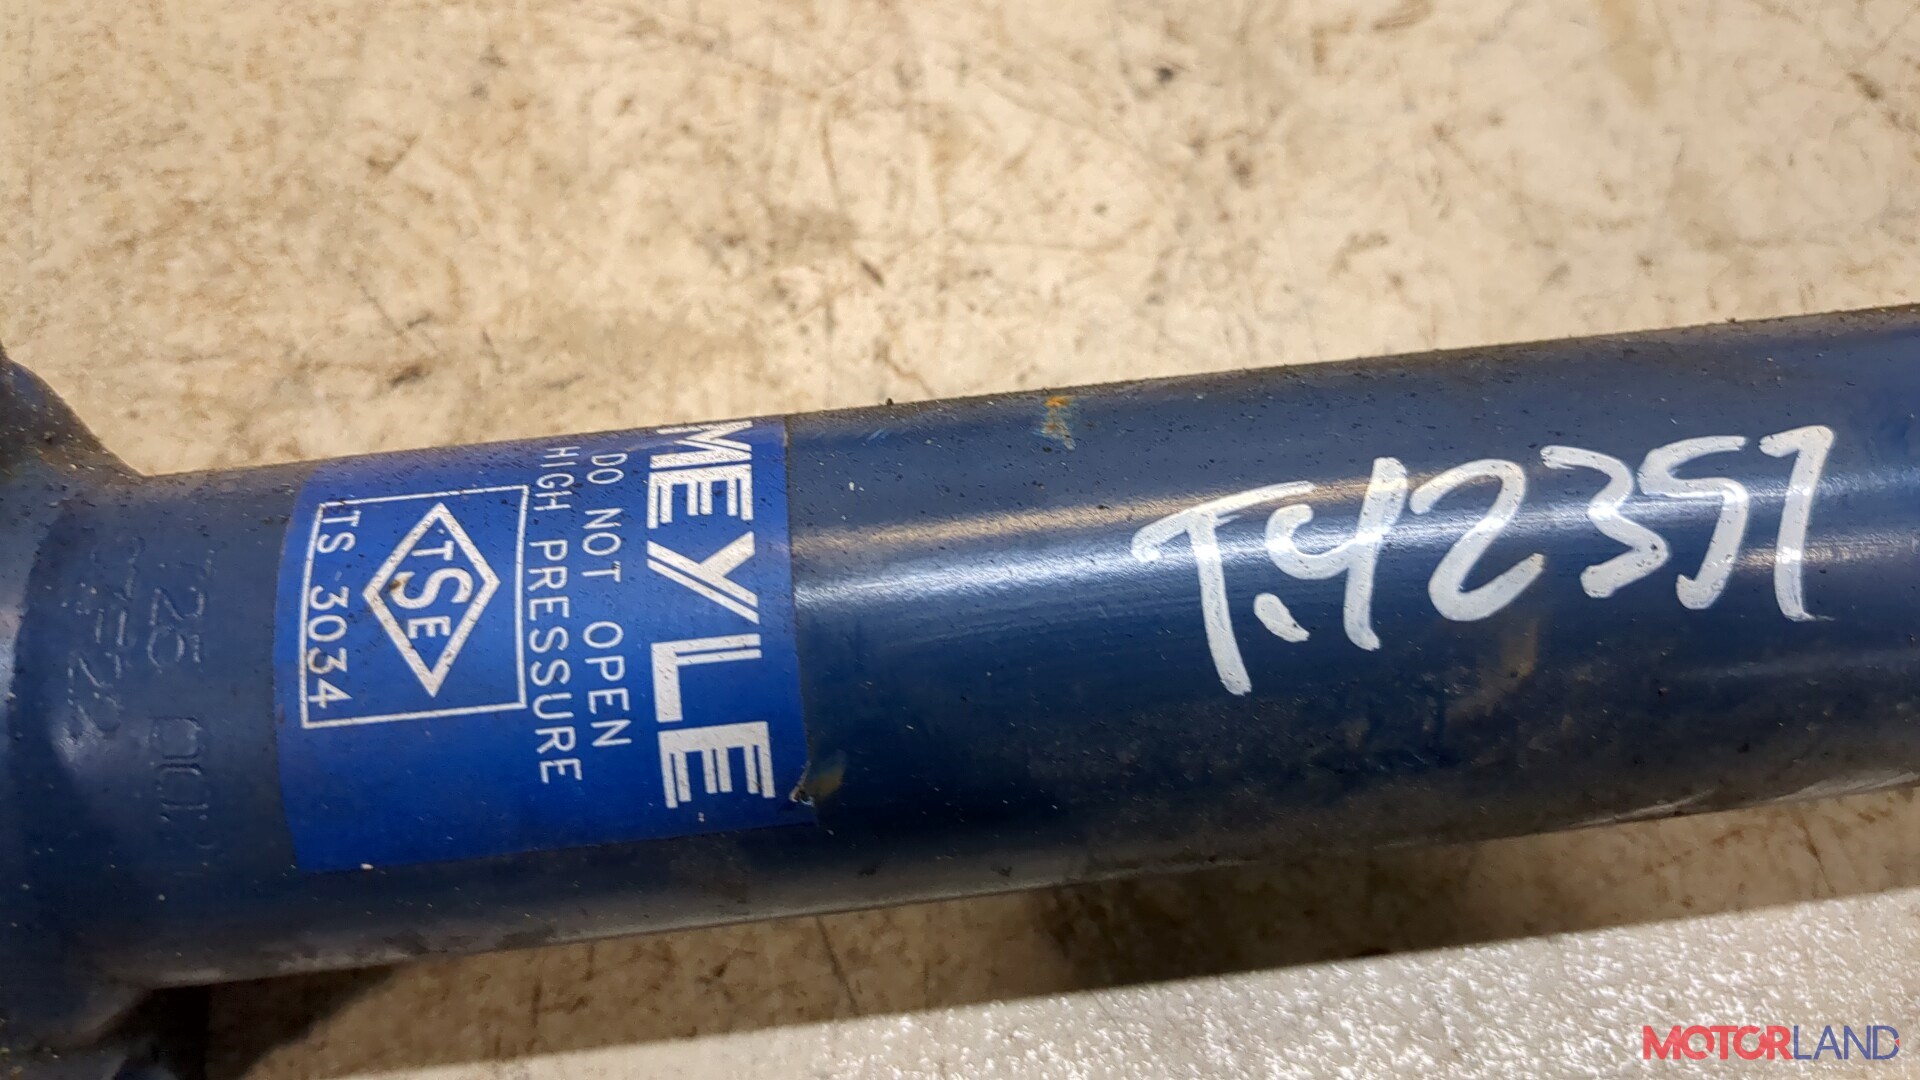 MEYLE
DO NOT OPEN
HIGH PRESSURE
TSE
TS 3034
T.42351
MOTORLAND